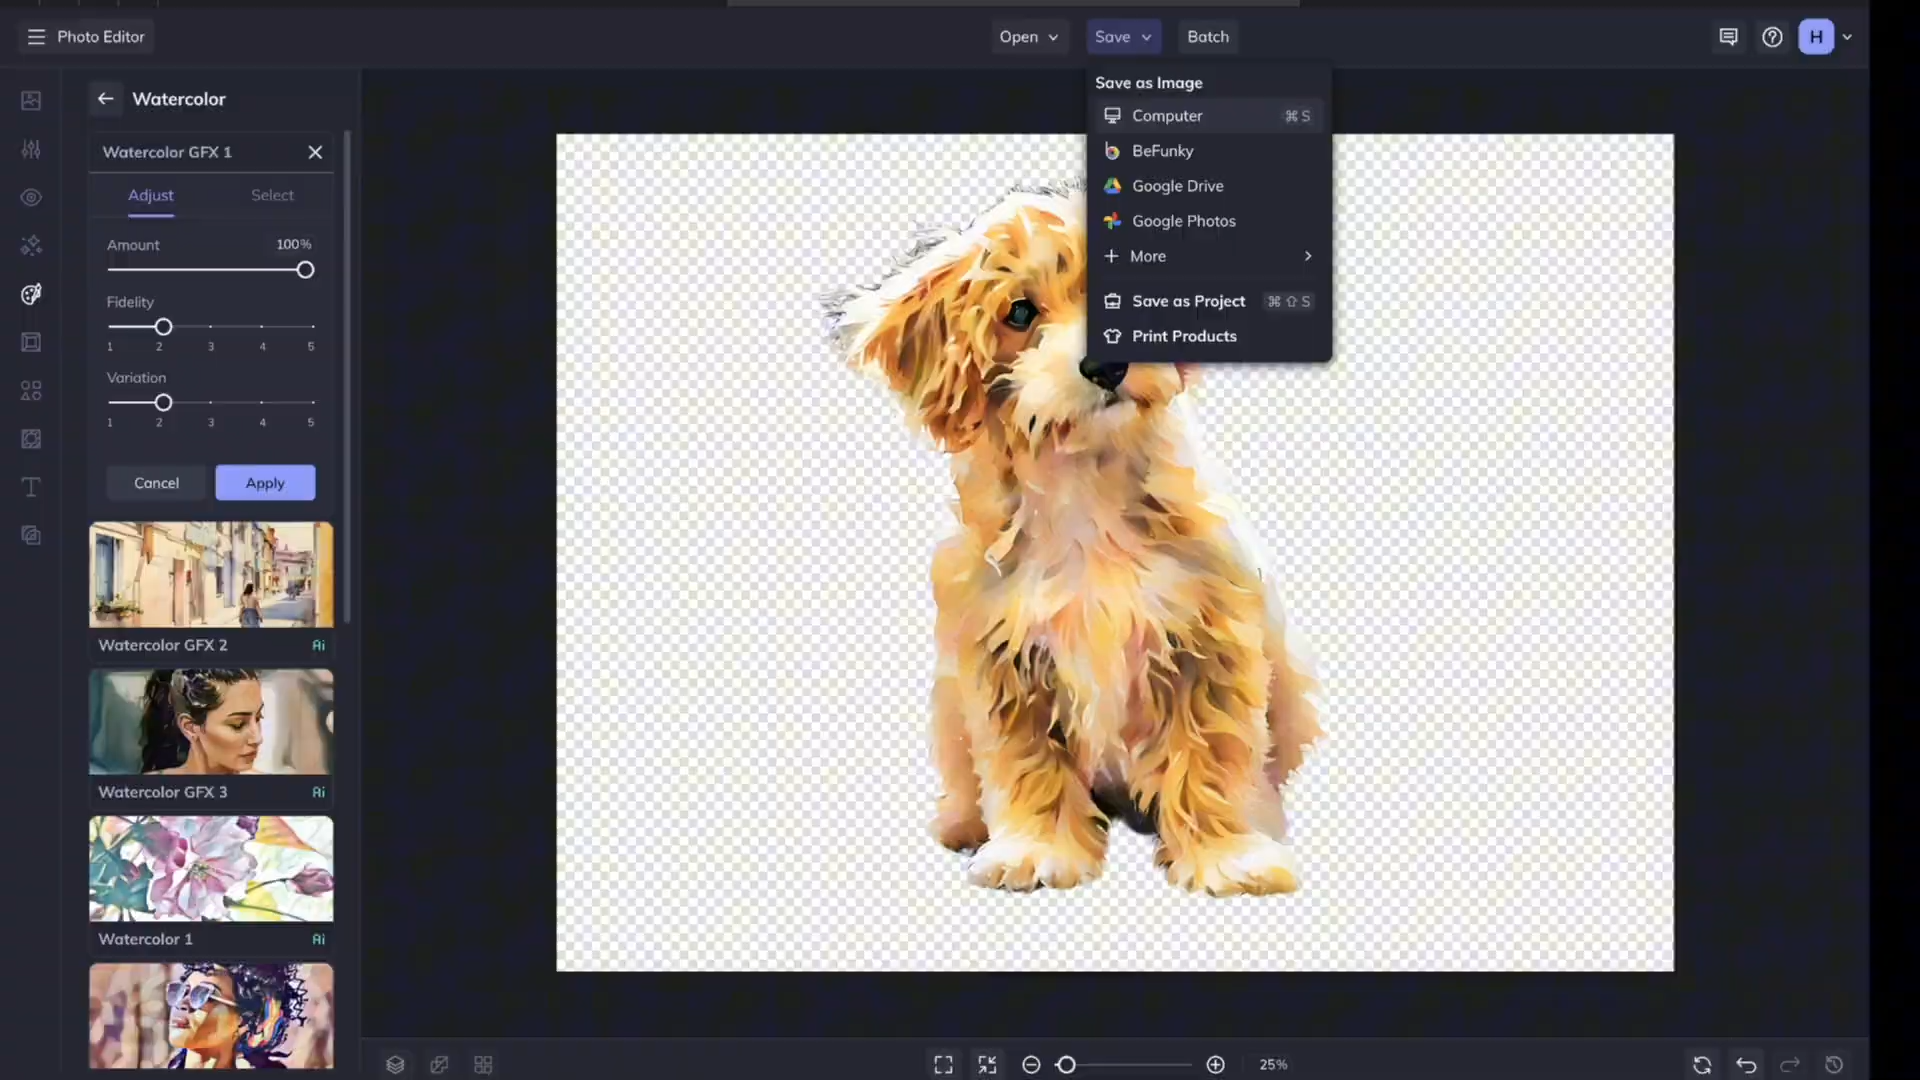 Photo Editor
Open
Save
Batch
H
Watercolor
Watercolor GFX 1
Adjust
Select
Amount
100%
Fidelity
1 2 3 4 5
Variation
1 2 3 4 5
Cancel
Apply
Watercolor GFX 2
Ai
Watercolor GFX 3
Ai
Watercolor 1
Ai
Save as Image
Computer
⌘ S
BeFunky
Google Drive
Google Photos
More
Save as Project
⌘ ⇧ S
Print Products
25%